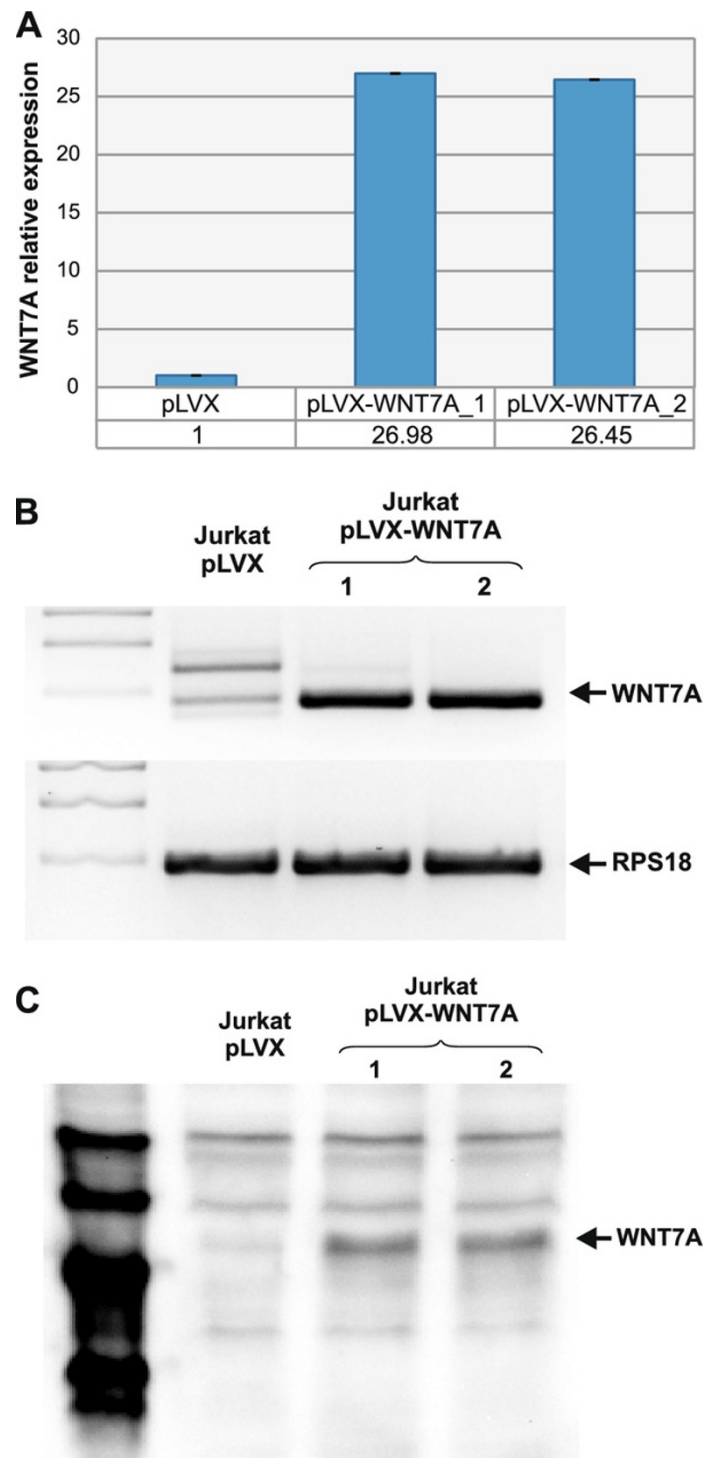 A
WNT7A relative expression
30
25
20
15
10
5
0
pLVX pLVX-WNT7A_1 pLVX-WNT7A_2
1 26.98 26.45
B
Jurkat
pLVX
Jurkat
pLVX-WNT7A
1 2
WNT7A
RPS18
C
Jurkat
pLVX
Jurkat
pLVX-WNT7A
1 2
WNT7A